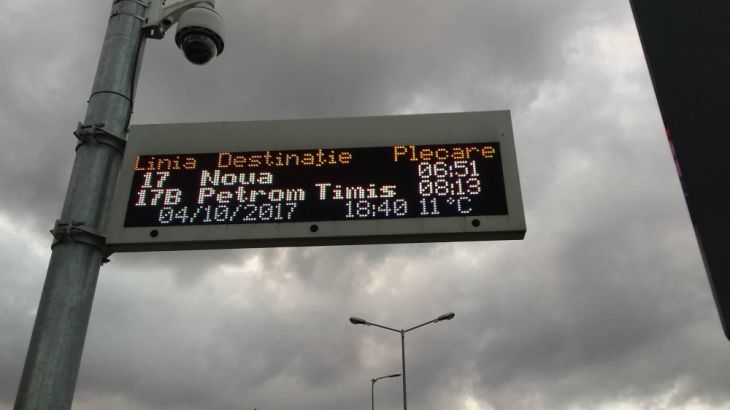 Linia Destinație Plecare
17 Noua 06:51
17B Petrom Timis 08:13
04/10/2017 18:40 11°C